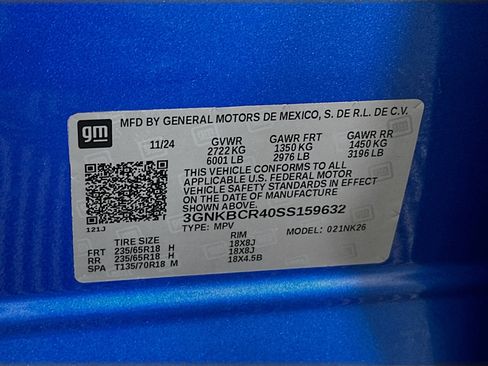 gm
MFD BY GENERAL MOTORS DE MEXICO, S. DE R.L. DE C.V.
11/24 GVWR GAWR FRT GAWR RR
2722 KG 1350 KG 1450 KG
6001 LB 2976 LB 3196 LB
THIS VEHICLE CONFORMS TO ALL
APPLICABLE U.S. FEDERAL MOTOR
VEHICLE SAFETY STANDARDS IN EFFECT
ON THE DATE OF MANUFACTURE
SHOWN ABOVE.
3GNKBCR40SS159632
121J TYPE: MPV MODEL: 021NK26
TIRE SIZE RIM
FRT 235/65R18 H 18X8J
RR 235/65R18 H 18X8J
SPA T135/70R18 M 18X4.5B